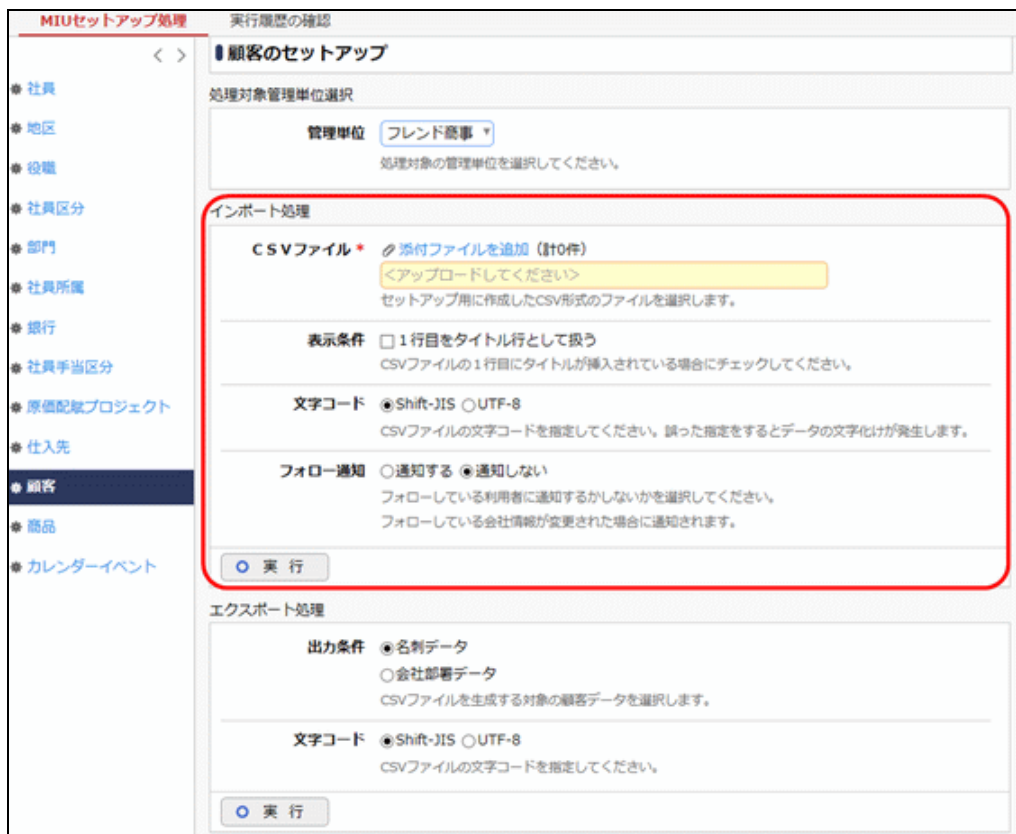 MIUセットアップ処理 実行履歴の確認
< >
社員
地区
役職
社員区分
部門
社員所属
銀行
社員手当区分
原価配賦プロジェクト
仕入先
顧客
商品
カレンダーイベント
顧客のセットアップ
処理対象管理単位選択
管理単位 フレンド商事
処理対象の管理単位を選択してください。
インポート処理
CSVファイル * 添付ファイルを追加 (計0件)
<アップロードしてください>
セットアップ用に作成したCSV形式のファイルを選択します。
表示条件 1行目をタイトル行として扱う
CSVファイルの1行目にタイトルが挿入されている場合にチェックしてください。
文字コード Shift-JIS UTF-8
CSVファイルの文字コードを指定してください。誤った指定をするとデータの文字化けが発生します。
フォロー通知 通知する 通知しない
フォローしている利用者に通知するかしないかを選択してください。
フォローしている会社情報が変更された場合に通知されます。
実 行
エクスポート処理
出力条件 名刺データ
会社部署データ
CSVファイルを生成する対象の顧客データを選択します。
文字コード Shift-JIS UTF-8
CSVファイルの文字コードを指定してください。
実 行